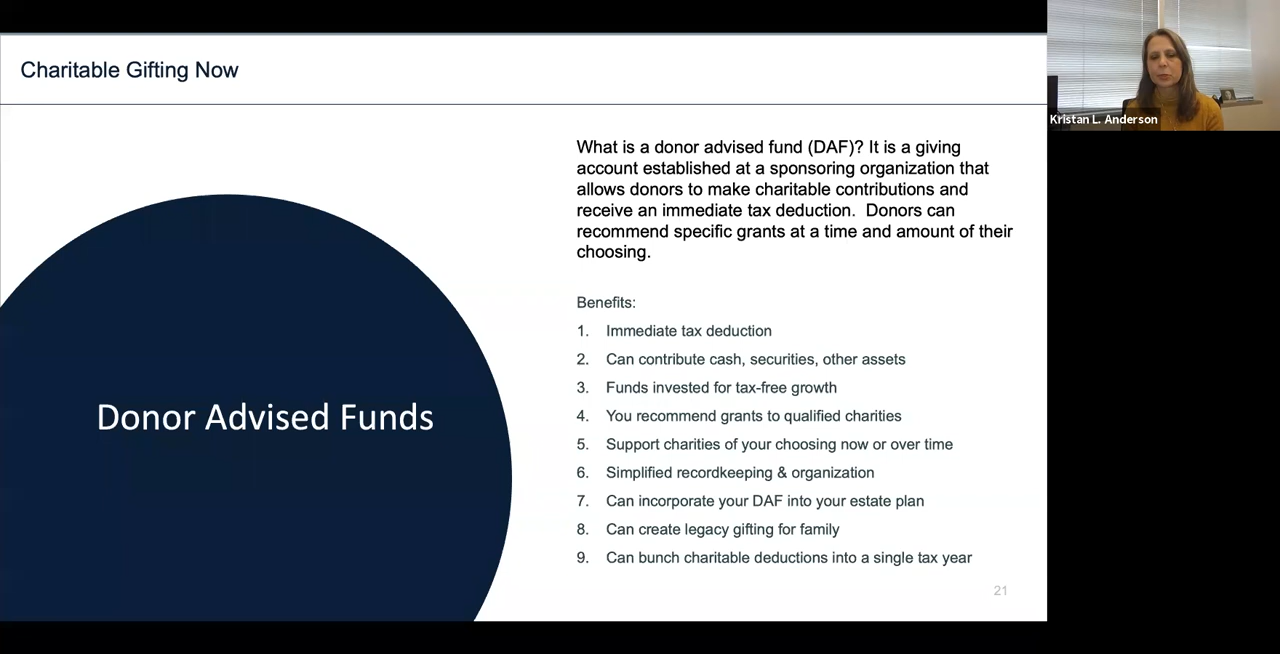 Charitable Gifting Now
Kristan L. Anderson
What is a donor advised fund (DAF)? It is a giving
account established at a sponsoring organization that
allows donors to make charitable contributions and
receive an immediate tax deduction.  Donors can
recommend specific grants at a time and amount of their
choosing.
Donor Advised Funds
Benefits:
1. Immediate tax deduction
2. Can contribute cash, securities, other assets
3. Funds invested for tax-free growth
4. You recommend grants to qualified charities
5. Support charities of your choosing now or over time
6. Simplified recordkeeping & organization
7. Can incorporate your DAF into your estate plan
8. Can create legacy gifting for family
9. Can bunch charitable deductions into a single tax year
21